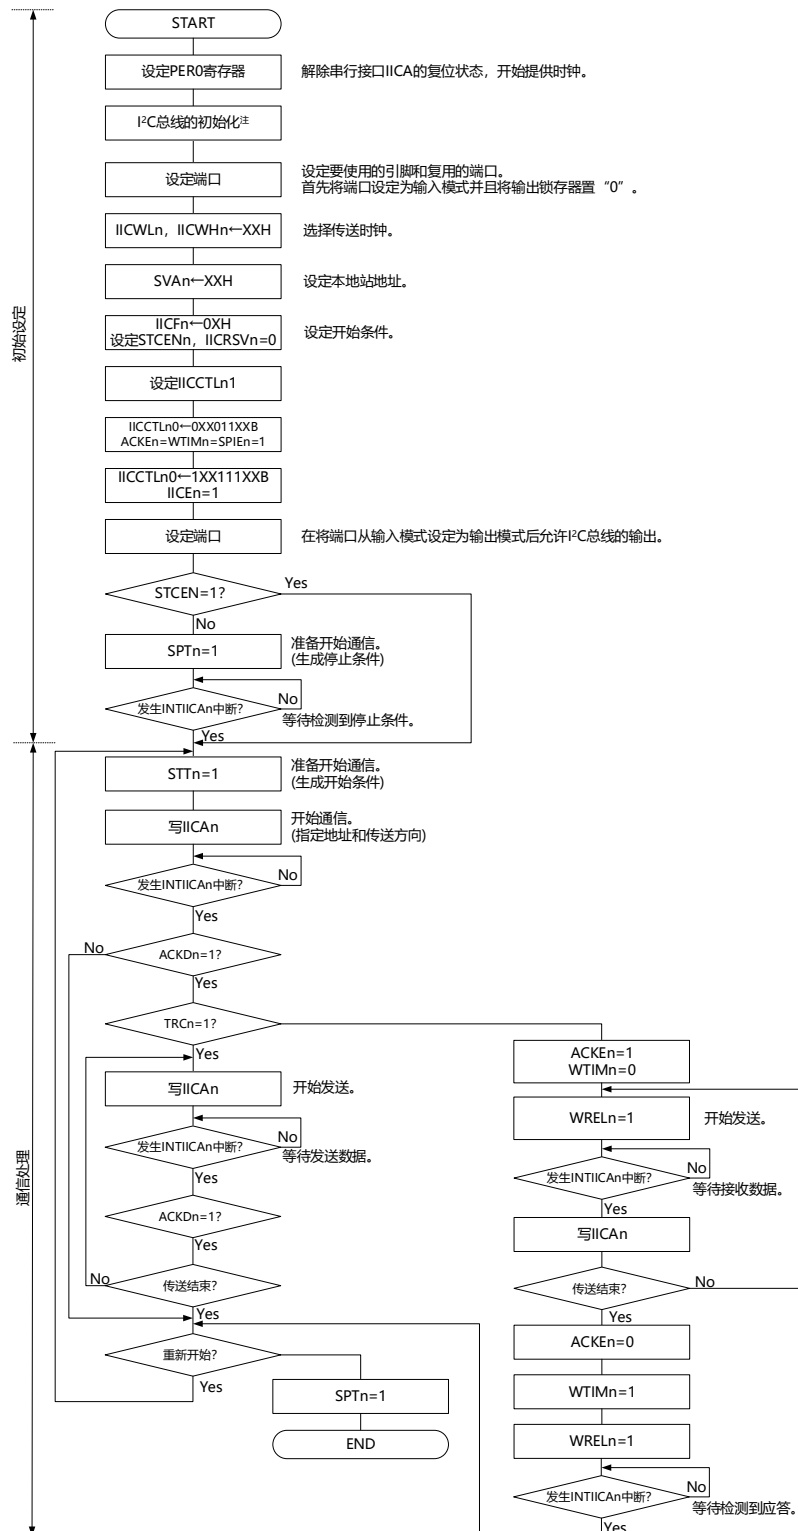 START
设定PER0寄存器
解除串行接口IICA的复位状态，开始提供时钟。
I²C总线的初始化注
设定端口
设定要使用的引脚和复用的端口。
首先将端口设定为输入模式并且将输出锁存器置“0”。
IICWLn，IICWHn←XXH
选择传送时钟。
SVAn←XXH
设定本地站地址。
初始设定
IICFn←0XH
设定STCENn，IICRSVn=0
设定开始条件。
设定IICCTLn1
IICCTLn0←0XX011XXB
ACKEn=WTIMn=SPIEn=1
IICCTLn0←1XX111XXB
IICEn=1
设定端口
在将端口从输入模式设定为输出模式后允许I²C总线的输出。
STCEN=1?
Yes
No
SPTn=1
准备开始通信。
(生成停止条件)
发生INTIICAn中断?
No
等待检测到停止条件。
Yes
STTn=1
准备开始通信。
(生成开始条件)
写IICAn
开始通信。
(指定地址和传送方向)
发生INTIICAn中断?
No
Yes
ACKDn=1?
No
Yes
TRCn=1?
Yes
写IICAn
开始发送。
发生INTIICAn中断?
No
等待发送数据。
Yes
ACKDn=1?
Yes
传送结束?
No
Yes
重新开始?
Yes
SPTn=1
END
通信处理
ACKEn=1
WTIMn=0
WRELn=1
开始发送。
发生INTIICAn中断?
No
等待接收数据。
Yes
写IICAn
传送结束?
No
Yes
ACKEn=0
WTIMn=1
WRELn=1
发生INTIICAn中断?
No
等待检测到应答。
Yes